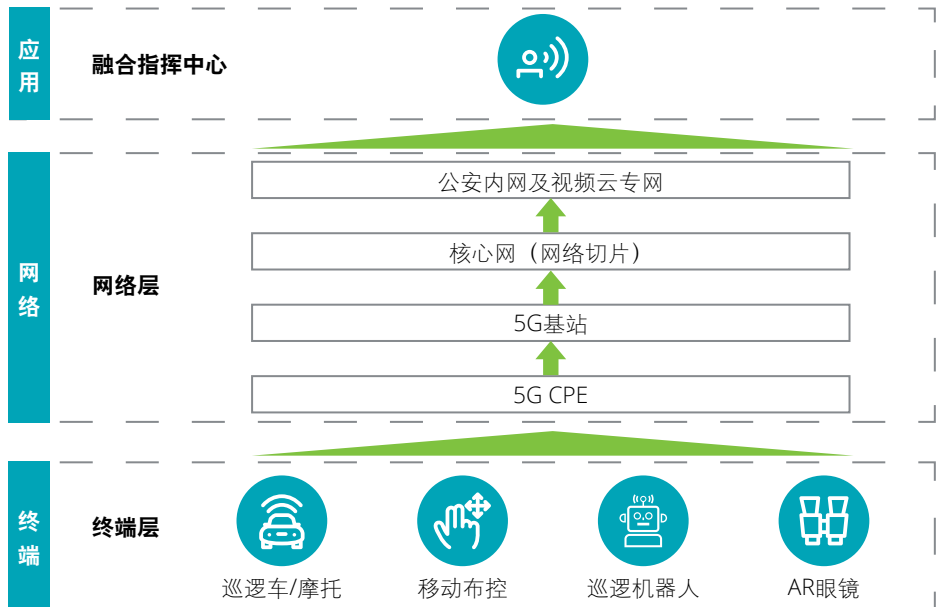 应用
融合指挥中心
公安内网及视频云专网
核心网（网络切片）
网络
网络层
5G基站
5G CPE
终端
终端层
巡逻车/摩托
移动布控
巡逻机器人
AR眼镜